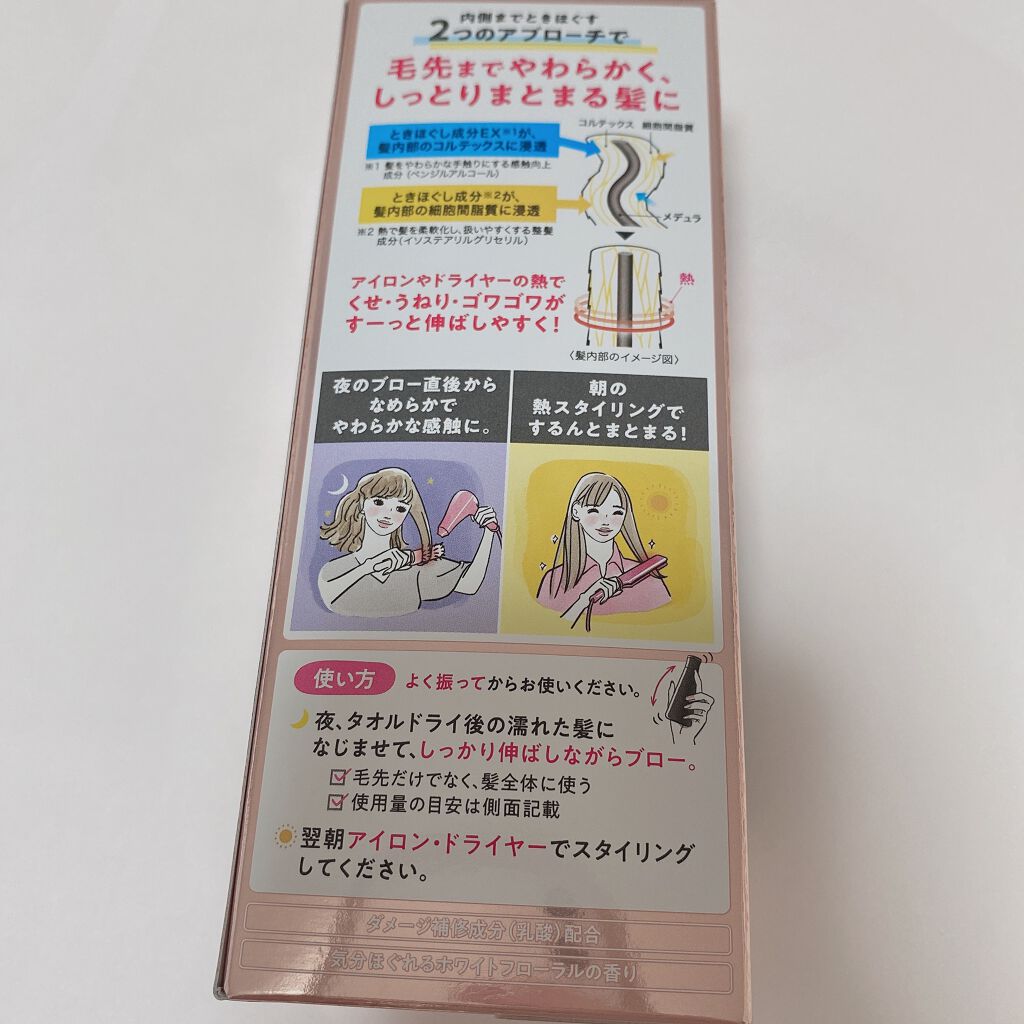 内側までときほぐす
2つのアプローチで
毛先までやわらかく、
しっとりまとまる髪に
ときほぐし成分EX※1が、
髪内部のコルテックスに浸透
※1 髪をやわらかな手触りにする感触向上
成分（ベンジルアルコール）
ときほぐし成分※2が、
髪内部の細胞間脂質に浸透
※2 熱で髪を柔軟化し、扱いやすくする整髪
成分（イソステアリルグリセリル）
コルテックス 細胞間脂質
メデュラ
アイロンやドライヤーの熱で
くせ・うねり・ゴワゴワが
すーっと伸ばしやすく！
熱
〈髪内部のイメージ図〉
夜のブロー直後から
なめらかで
やわらかな感触に。
朝の
熱スタイリングで
するんとまとまる！
使い方 よく振ってからお使いください。
夜、タオルドライ後の濡れた髪に
なじませて、しっかり伸ばしながらブロー。
毛先だけでなく、髪全体に使う
使用量の目安は側面記載
翌朝アイロン・ドライヤーでスタイリング
してください。
ダメージ補修成分（乳酸）配合
気分ほぐれるホワイトフローラルの香り